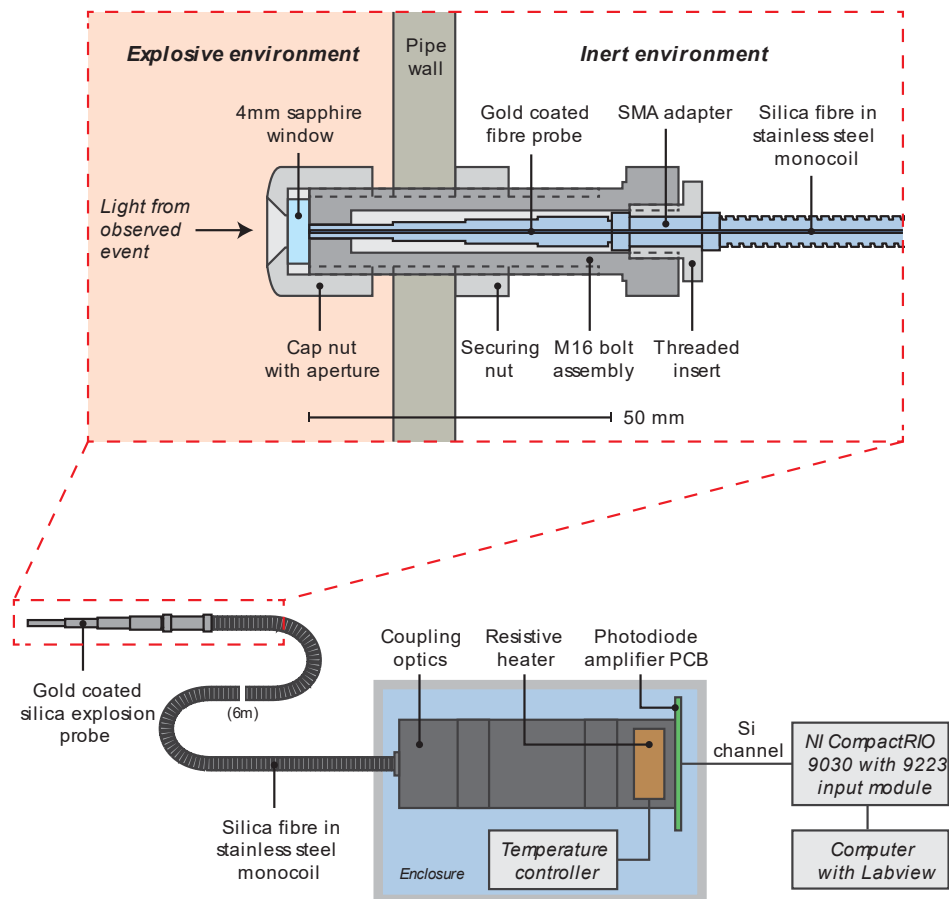 Explosive environment
Pipe
wall
Inert environment
4mm sapphire
window
Gold coated
fibre probe
SMA adapter
Silica fibre in
stainless steel
monocoil
Light from
observed
event
Cap nut
with aperture
Securing
nut
M16 bolt
assembly
Threaded
insert
50 mm
Gold coated
silica explosion
probe
(6m)
Silica fibre in
stainless steel
monocoil
Coupling
optics
Resistive
heater
Photodiode
amplifier PCB
Si
channel
NI CompactRIO
9030 with 9223
input module
Temperature
controller
Enclosure
Computer
with Labview